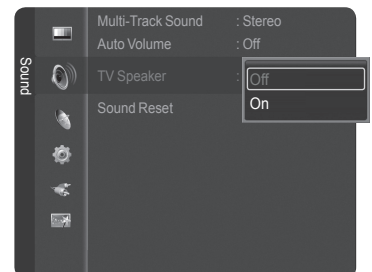 Sound
Multi-Track Sound : Stereo
Auto Volume : Off
TV Speaker :
Off
On
Sound Reset